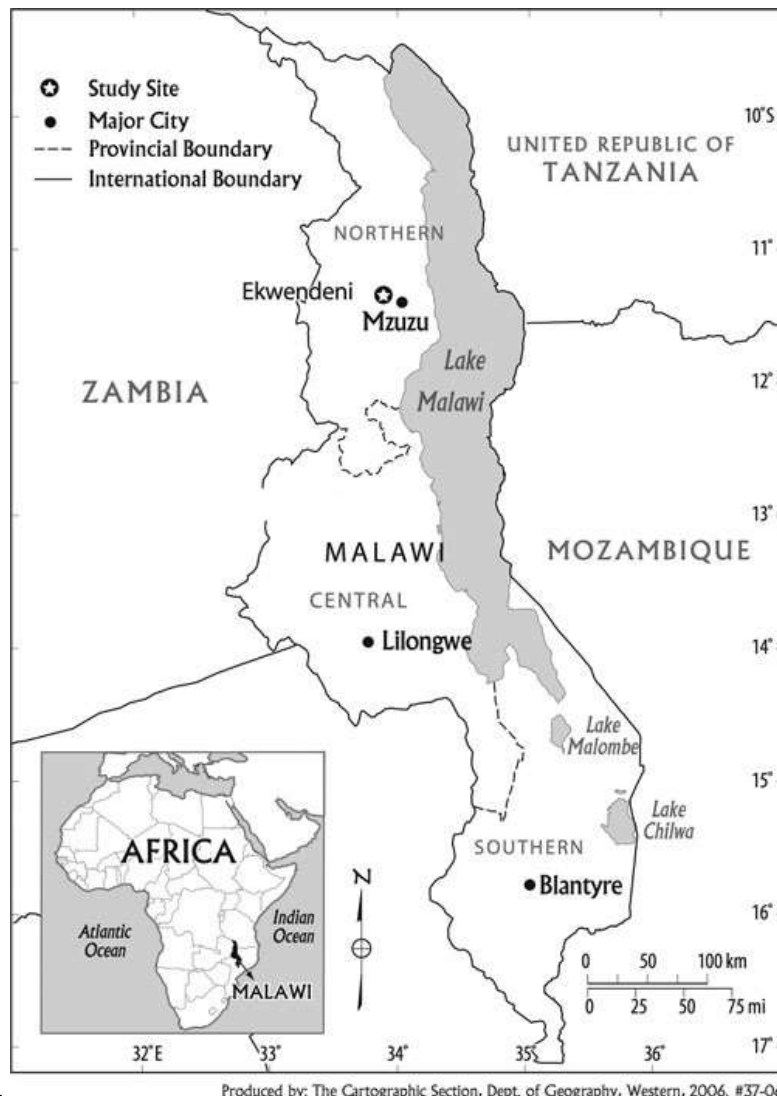 Study Site
Major City
Provincial Boundary
International Boundary
UNITED REPUBLIC OF
TANZANIA
10°S
NORTHERN
11°
Ekwendeni
Mzuzu
Lake
Malawi
ZAMBIA
12°
13°
MALAWI
MOZAMBIQUE
CENTRAL
Lilongwe
14°
Lake
Malombe
15°
Lake
Chilwa
SOUTHERN
Blantyre
16°
AFRICA
Atlantic
Ocean
Indian
Ocean
MALAWI
N
0 50 100 km
0 25 50 75 mi
17°
32°E 33° 34° 35° 36°
Produced by: The Cartographic Section, Dept. of Geography, Western, 2006, #37-06